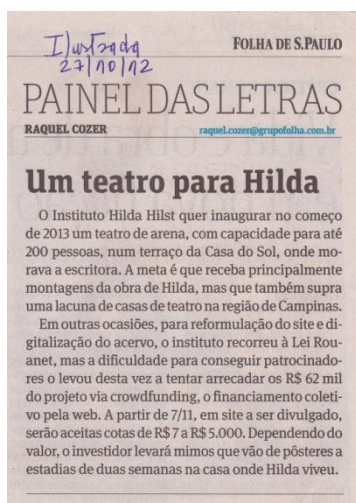 Ilustrada
27/10/12
FOLHA DE S.PAULO
PAINEL DAS LETRAS
RAQUEL COZER
raquel.cozer@grupofolha.com.br
Um teatro para Hilda
O Instituto Hilda Hilst quer inaugurar no começo
de 2013 um teatro de arena, com capacidade para até
200 pessoas, num terraço da Casa do Sol, onde mo-
rava a escritora. A meta é que receba principalmente
montagens da obra de Hilda, mas que também supra
uma lacuna de casas de teatro na região de Campinas.
Em outras ocasiões, para reformulação do site e di-
gitalização do acervo, o instituto recorreu à Lei Rou-
anet, mas a dificuldade para conseguir patrocinado-
res o levou desta vez a tentar arrecadar os R$ 62 mil
do projeto via crowdfunding, o financiamento coleti-
vo pela web. A partir de 7/11, em site a ser divulgado,
serão aceitas cotas de R$ 7 a R$ 5.000. Dependendo do
valor, o investidor levará mimos que vão de pôsteres a
estadias de duas semanas na casa onde Hilda viveu.